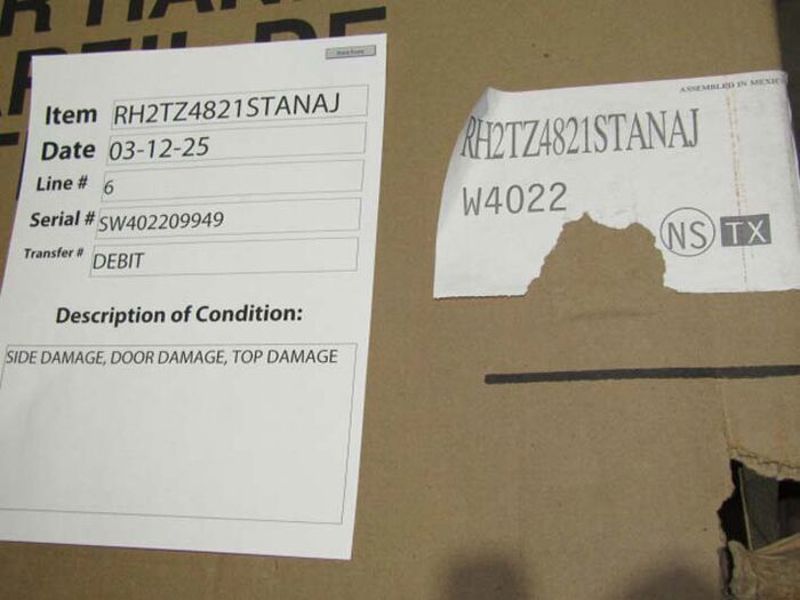 Item RH2TZ4821STANAJ
Date 03-12-25
Line # 6
Serial # SW402209949
Transfer # DEBIT
Description of Condition:
SIDE DAMAGE, DOOR DAMAGE, TOP DAMAGE
ASSEMBLED IN MEXICO
RH2TZ4821STANAJ
W4022
NS TX